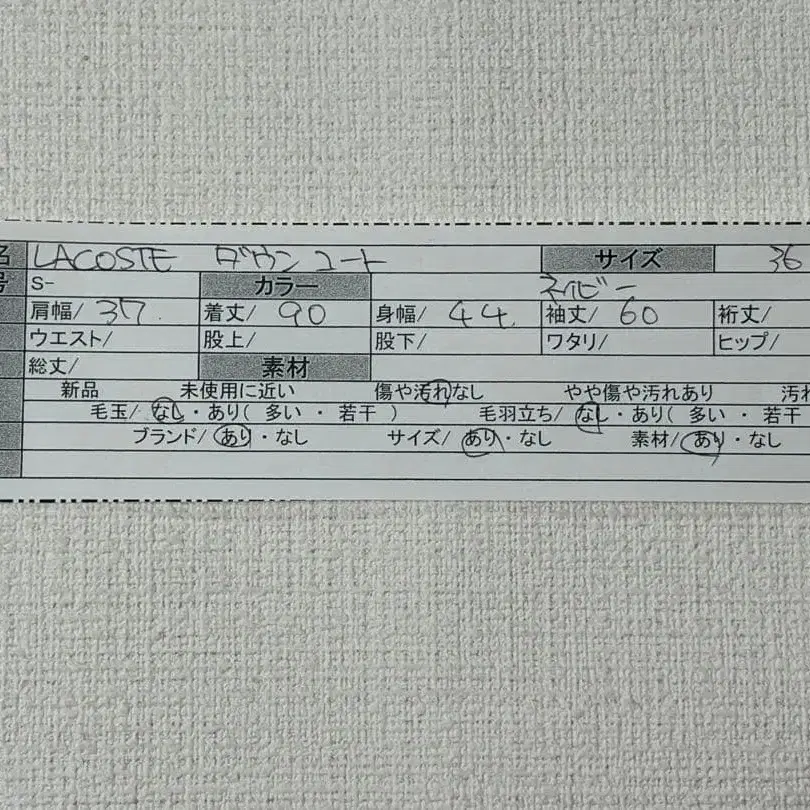 名 LACOSTE ダウンコート サイズ 36
号 S- カラー ネイビー
肩幅/ 37. 着丈/ 90 身幅/ 44. 袖丈/ 60 裄丈/
ウエスト/ 股上/ 股下/ ワタリ/ ヒップ/
総丈/ 素材
新品 未使用に近い 傷や汚れなし やや傷や汚れあり 汚れ
毛玉/ なし・あり( 多い ・ 若干 ) 毛羽立ち/ なし・あり( 多い ・ 若干
ブランド/ あり・なし サイズ/ あり・なし 素材/ あり・なし